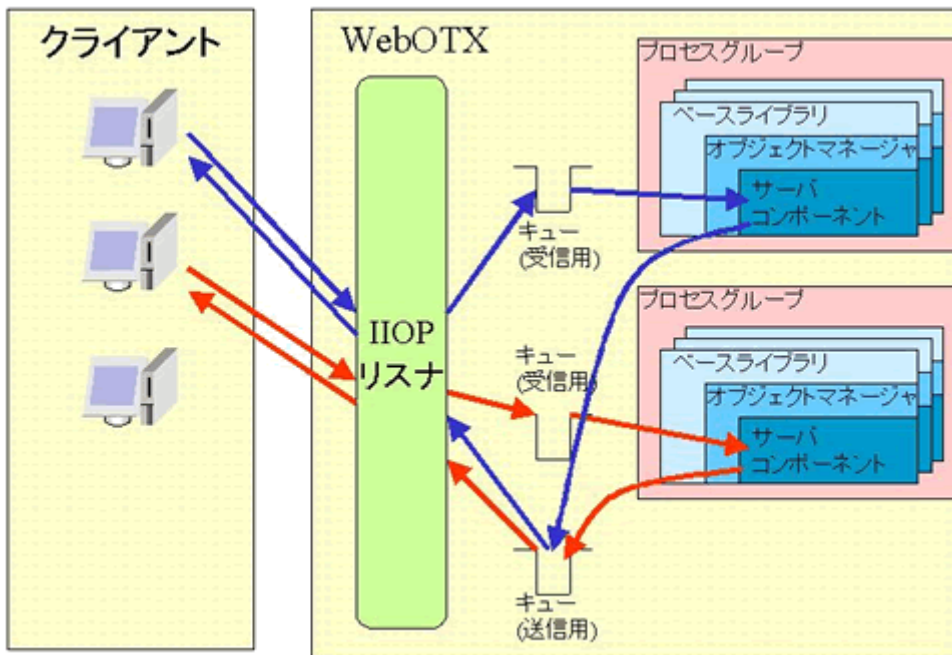 クライアント
WebOTX
IIOP
リスナ
キュー
(受信用)
プロセスグループ
ベースライブラリ
オブジェクトマネージャ
サーバ
コンポーネント
キュー
(受信用)
プロセスグループ
ベースライブラリ
オブジェクトマネージャ
サーバ
コンポーネント
キュー
(送信用)